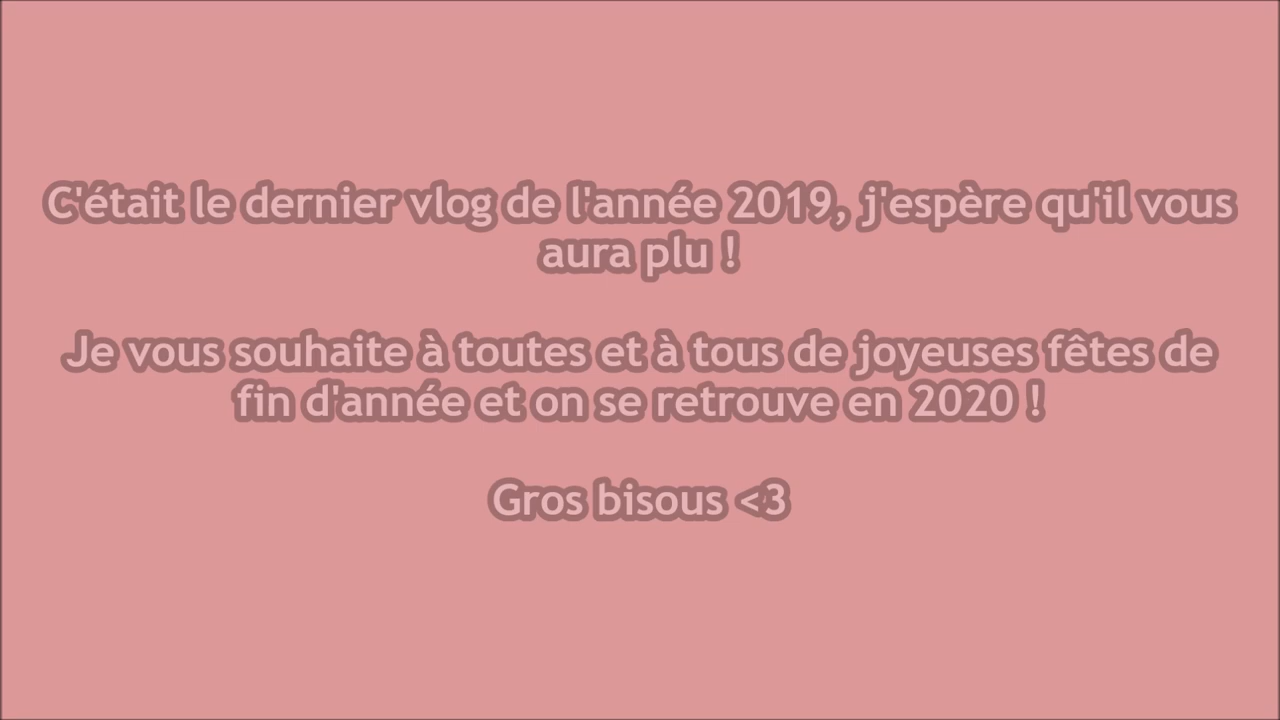 C'était le dernier vlog de l'année 2019, j'espère qu'il vous
aura plu !
Je vous souhaite à toutes et à tous de joyeuses fêtes de
fin d'année et on se retrouve en 2020 !
Gros bisous <3